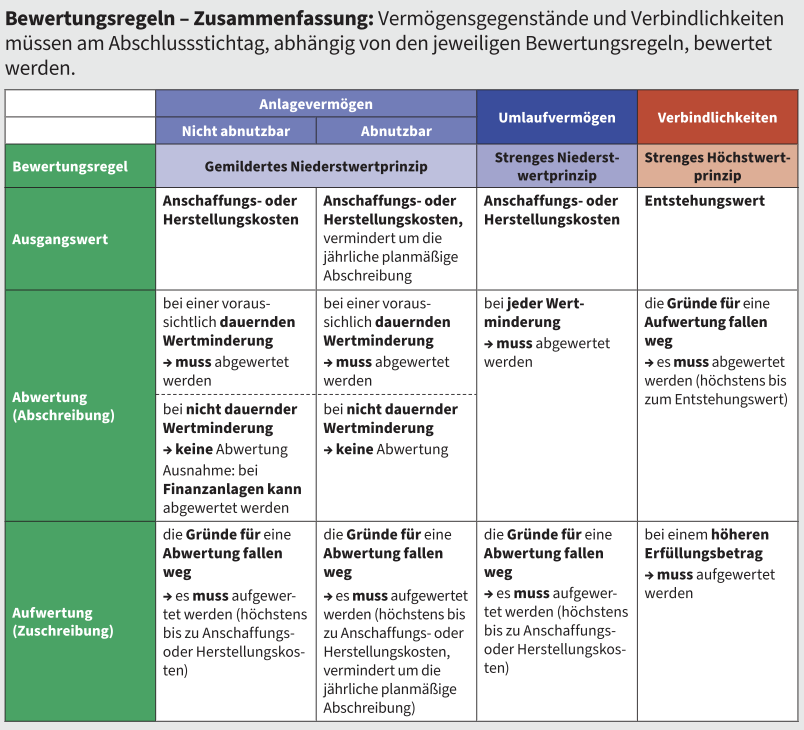 Bewertungsregeln – Zusammenfassung: Vermögensgegenstände und Verbindlichkeiten
müssen am Abschlussstichtag, abhängig von den jeweiligen Bewertungsregeln, bewertet
werden.
Anlagevermögen
Umlaufvermögen
Verbindlichkeiten
Nicht abnutzbar
Abnutzbar
Bewertungsregel
Gemildertes Niederstwertprinzip
Strenges Niederst-
wertprinzip
Strenges Höchstwert-
prinzip
Ausgangswert
Anschaffungs- oder
Herstellungskosten
Anschaffungs- oder
Herstellungskosten,
vermindert um die
jährliche planmäßige
Abschreibung
Anschaffungs- oder
Herstellungskosten
Entstehungswert
Abwertung
(Abschreibung)
bei einer voraus-
sichtlich dauernden
Wertminderung
→ muss abgewertet
werden
bei einer voraus-
sichlich dauernden
Wertminderung
→ muss abgewertet
werden
bei jeder Wert-
minderung
→ muss abgewertet
werden
die Gründe für eine
Aufwertung fallen
weg
→ es muss abgewertet
werden (höchstens bis
zum Entstehungswert)
bei nicht dauernder
Wertminderung
→ keine Abwertung
Ausnahme: bei
Finanzanlagen kann
abgewertet werden
bei nicht dauernder
Wertminderung
→ keine Abwertung
Aufwertung
(Zuschreibung)
die Gründe für eine
Abwertung fallen
weg
→ es muss aufgewer-
tet werden (höchstens
bis zu Anschaffungs-
oder Herstellungskos-
ten)
die Gründe für eine
Abwertung fallen
weg
→ es muss aufgewertet
werden (höchstens bis
zu Anschaffungs- oder
Herstellungskosten,
vermindert um die
jährliche planmäßige
Abschreibung)
die Gründe für eine
Abwertung fallen
weg
→ es muss aufgewer-
tet werden (höchstens
bis zu Anschaffungs-
oder Herstellungskos-
ten)
bei einem höheren
Erfüllungsbetrag
→ muss aufgewertet
werden